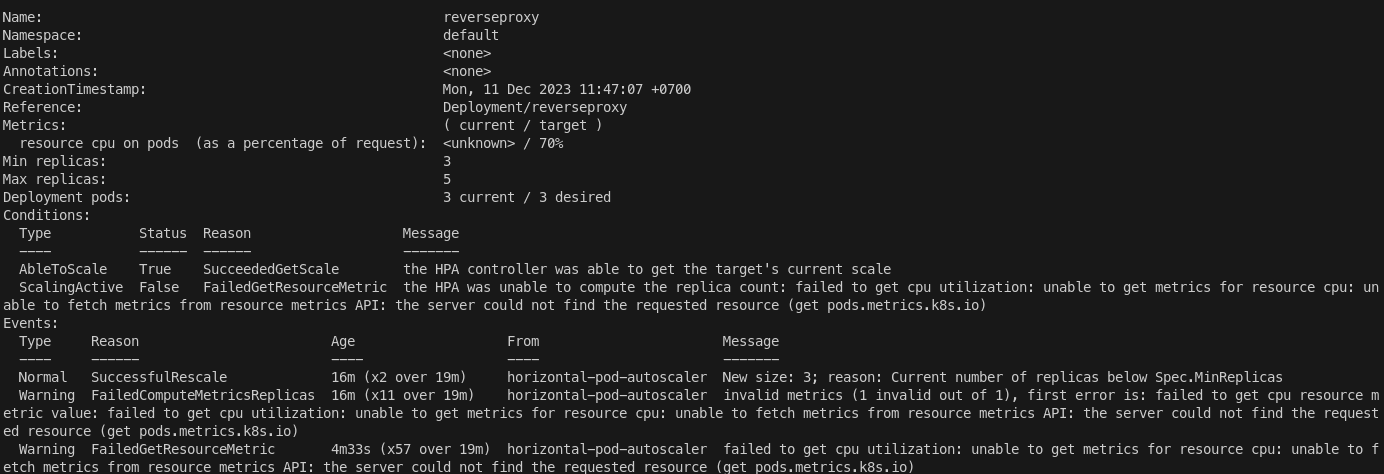 Name:                                                  reverseproxy
Namespace:                                             default
Labels:                                                <none>
Annotations:                                           <none>
CreationTimestamp:                                     Mon, 11 Dec 2023 11:47:07 +0700
Reference:                                             Deployment/reverseproxy
Metrics:                                               ( current / target )
  resource cpu on pods  (as a percentage of request):  <unknown> / 70%
Min replicas:                                          3
Max replicas:                                          5
Deployment pods:                                       3 current / 3 desired
Conditions:
  Type           Status  Reason                   Message
  ----           ------  ------                   -------
  AbleToScale    True    SucceededGetScale        the HPA controller was able to get the target's current scale
  ScalingActive  False   FailedGetResourceMetric  the HPA was unable to compute the replica count: failed to get cpu utilization: unable to get metrics for resource cpu: un
able to fetch metrics from resource metrics API: the server could not find the requested resource (get pods.metrics.k8s.io)
Events:
  Type     Reason                        Age                   From                       Message
  ----     ------                        ----                  ----                       -------
  Normal   SuccessfulRescale             16m (x2 over 19m)     horizontal-pod-autoscaler  New size: 3; reason: Current number of replicas below Spec.MinReplicas
  Warning  FailedComputeMetricsReplicas  16m (x11 over 19m)    horizontal-pod-autoscaler  invalid metrics (1 invalid out of 1), first error is: failed to get cpu resource m
etric value: failed to get cpu utilization: unable to get metrics for resource cpu: unable to fetch metrics from resource metrics API: the server could not find the request
ed resource (get pods.metrics.k8s.io)
  Warning  FailedGetResourceMetric       4m33s (x57 over 19m)  horizontal-pod-autoscaler  failed to get cpu utilization: unable to get metrics for resource cpu: unable to f
etch metrics from resource metrics API: the server could not find the requested resource (get pods.metrics.k8s.io)